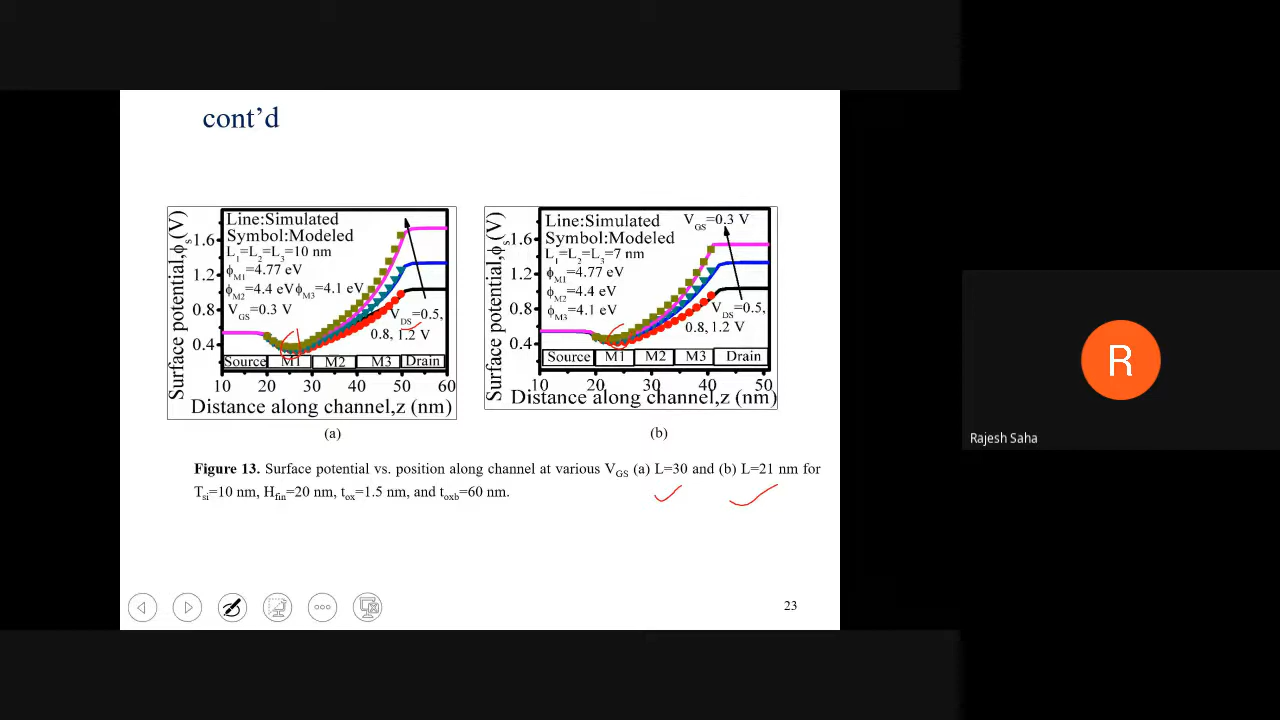 cont’d
Surface potential,ϕs(V)
1.6
1.2
0.8
0.4
Line:Simulated
Symbol:Modeled
L1=L2=L3=10 nm
ϕM1=4.77 eV
ϕM2=4.4 eV ϕM3=4.1 eV
VGS=0.3 V
VDS=0.5,
0.8, 1.2 V
Source M1 M2 M3 Drain
10 20 30 40 50 60
Distance along channel,z (nm)
(a)
Surface potential,ϕs(V)
1.6
1.2
0.8
0.4
Line:Simulated
Symbol:Modeled
L1=L2=L3=7 nm
ϕM1=4.77 eV
ϕM2=4.4 eV
ϕM3=4.1 eV
VGS=0.3 V
VDS=0.5,
0.8, 1.2 V
Source M1 M2 M3 Drain
10 20 30 40 50
Distance along channel,z (nm)
(b)
Figure 13. Surface potential vs. position along channel at various VGS (a) L=30 and (b) L=21 nm for
Tsi=10 nm, Hfin=20 nm, tox=1.5 nm, and toxb=60 nm.
23
R
Rajesh Saha